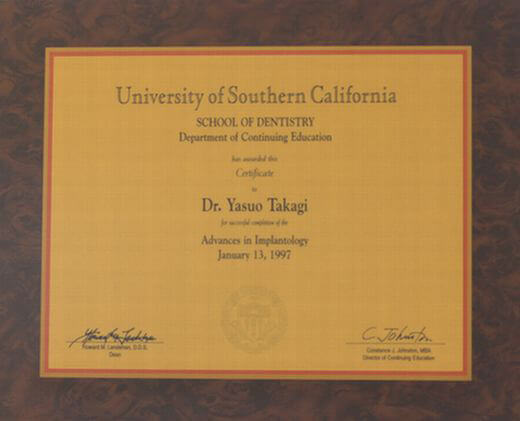 University of Southern California
SCHOOL OF DENTISTRY
Department of Continuing Education
has awarded this
Certificate
to
Dr. Yasuo Takagi
for successful completion of the
Advances in Implantology
January 13, 1997
Howard M. Landesman, D.D.S.
Dean
C. Johnston
Constance J. Johnston, MBA
Director of Continuing Education